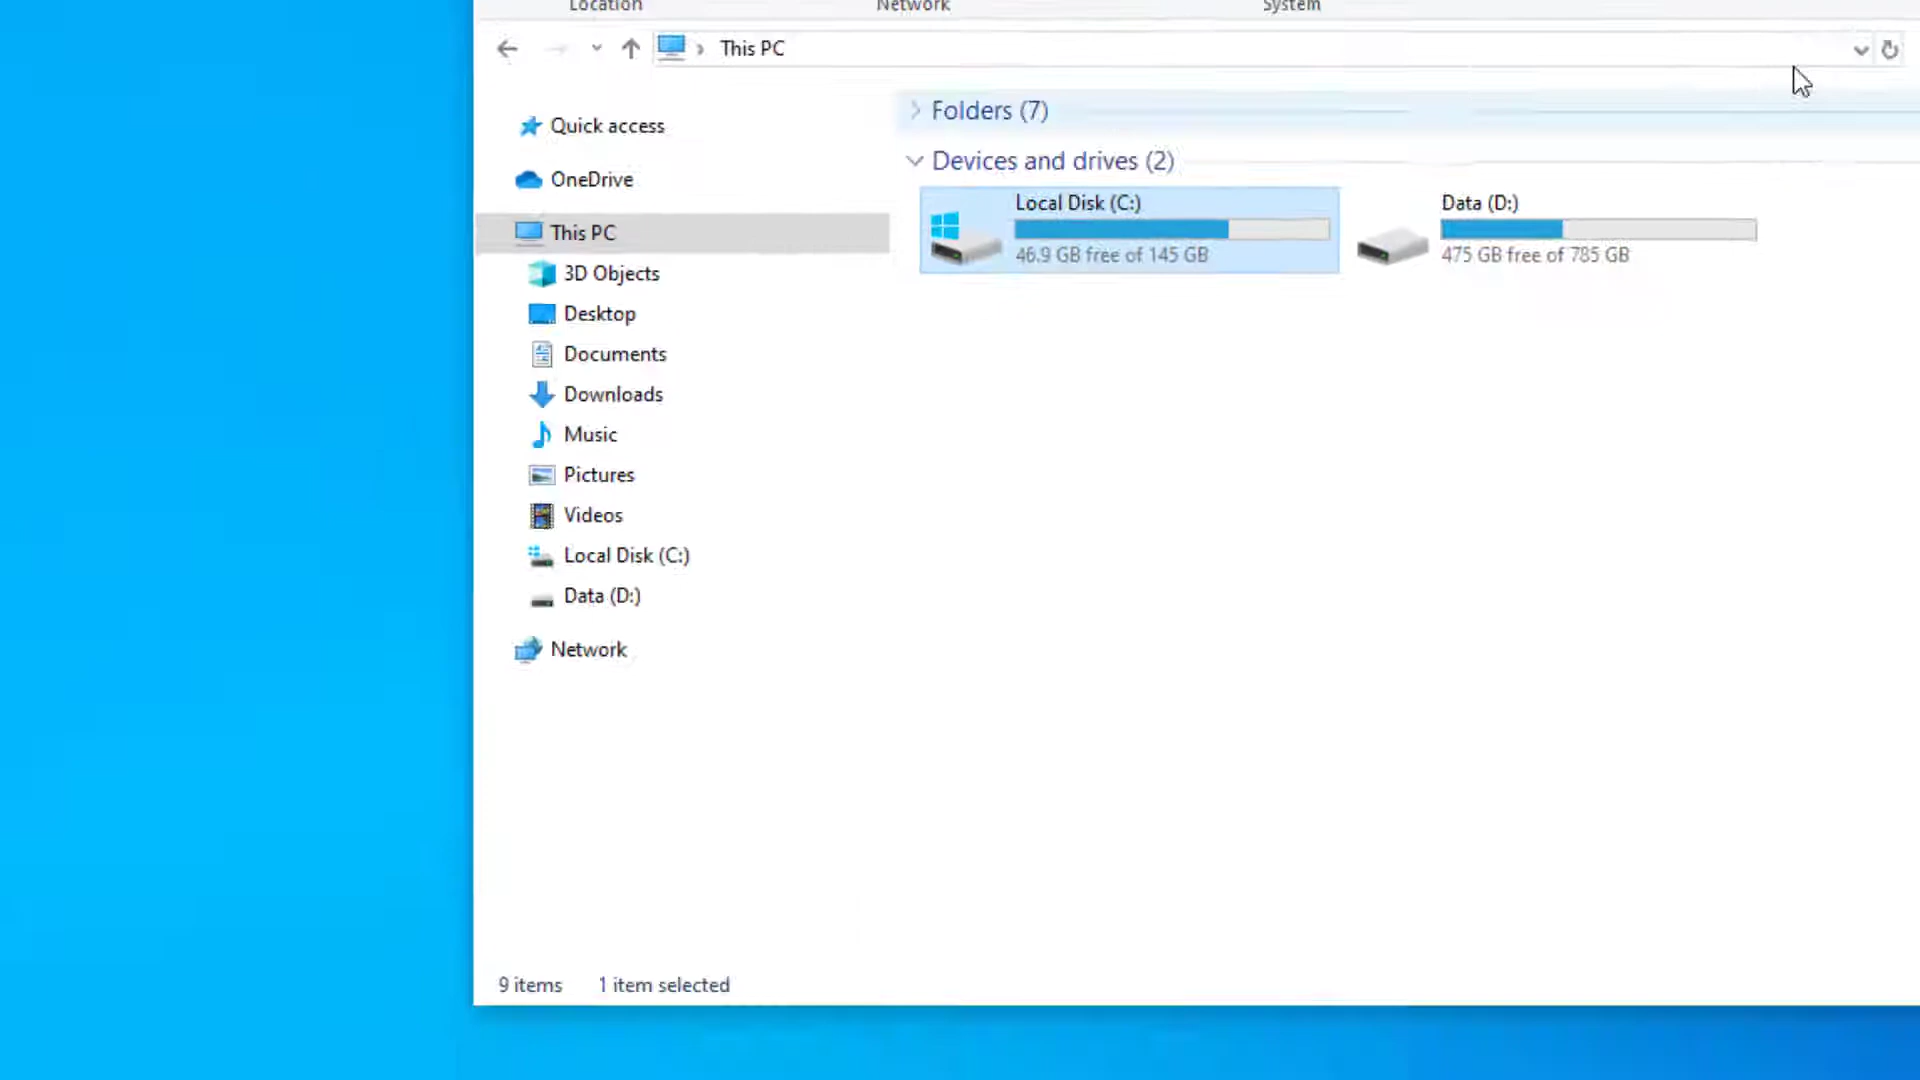 Location
Network
System
This PC
Quick access
OneDrive
This PC
3D Objects
Desktop
Documents
Downloads
Music
Pictures
Videos
Local Disk (C:)
Data (D:)
Network
Folders (7)
Devices and drives (2)
Local Disk (C:)
46.9 GB free of 145 GB
Data (D:)
475 GB free of 785 GB
9 items
1 item selected